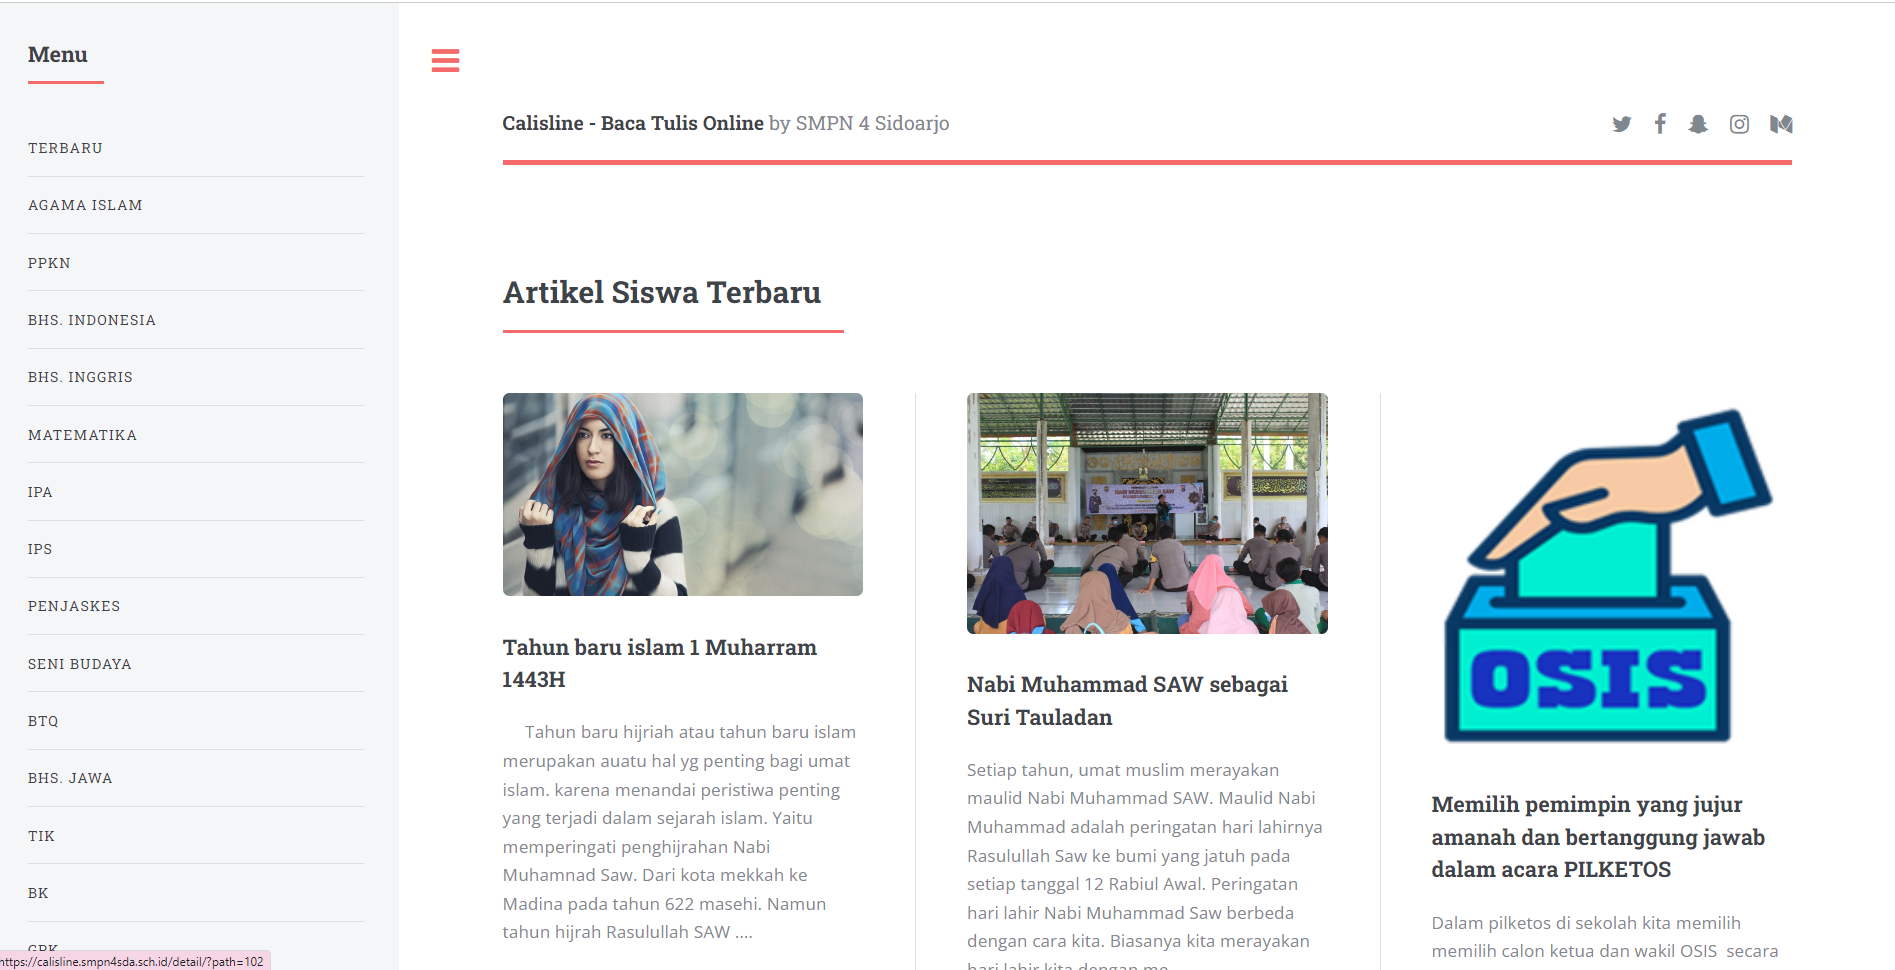 Menu
TERBARU
AGAMA ISLAM
PPKN
BHS. INDONESIA
BHS. INGGRIS
MATEMATIKA
IPA
IPS
PENJASKES
SENI BUDAYA
BTQ
BHS. JAWA
TIK
BK
https://calisline.smpn4sda.sch.id/detail/?path=102
Calisline - Baca Tulis Online by SMPN 4 Sidoarjo
Artikel Siswa Terbaru
Tahun baru islam 1 Muharram
1443H
Tahun baru hijriah atau tahun baru islam
merupakan auatu hal yg penting bagi umat
islam. karena menandai peristiwa penting
yang terjadi dalam sejarah islam. Yaitu
memperingati penghijrahan Nabi
Muhamnad Saw. Dari kota mekkah ke
Madina pada tahun 622 masehi. Namun
tahun hijrah Rasulullah SAW ....
NABI MUHAMMAD SAW
Nabi Muhammad SAW sebagai
Suri Tauladan
Setiap tahun, umat muslim merayakan
maulid Nabi Muhammad SAW. Maulid Nabi
Muhammad adalah peringatan hari lahirnya
Rasulullah Saw ke bumi yang jatuh pada
setiap tanggal 12 Rabiul Awal. Peringatan
hari lahir Nabi Muhammad Saw berbeda
dengan cara kita. Biasanya kita merayakan
hari lahir kita dengan me
OSIS
Memilih pemimpin yang jujur
amanah dan bertanggung jawab
dalam acara PILKETOS
Dalam pilketos di sekolah kita memilih
memilih calon ketua dan wakil OSIS secara